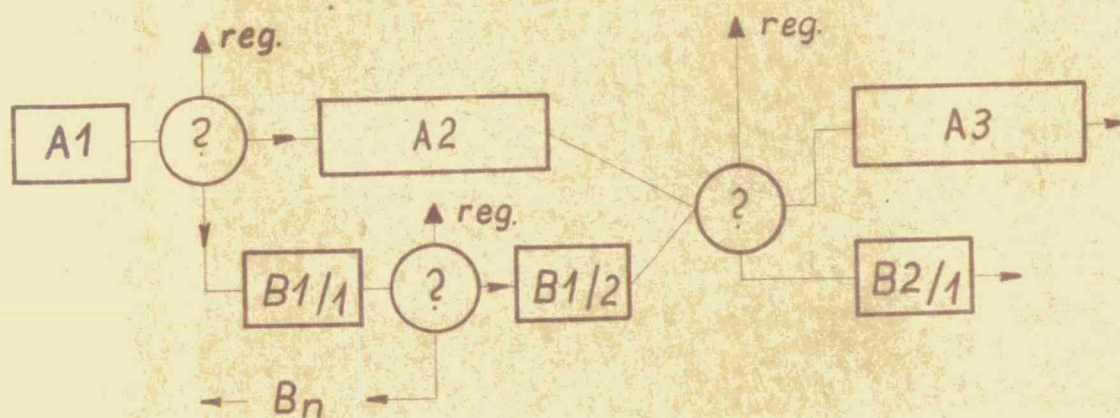 reg.
reg.
A1
?
A2
A3
?
reg.
B1/1
?
B1/2
B2/1
Bn